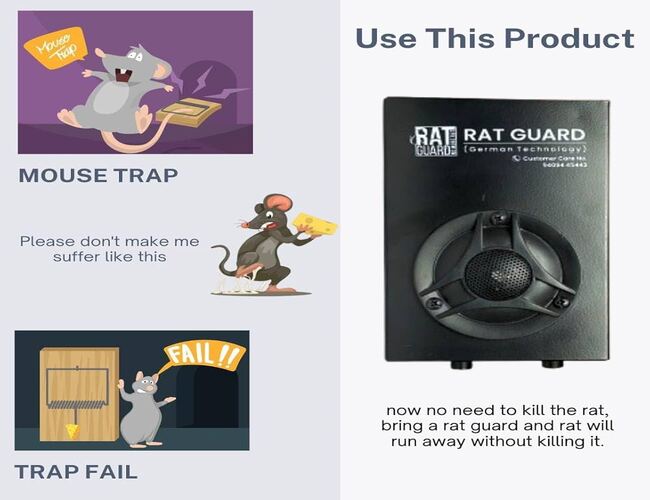 Mouse
Trap
MOUSE TRAP
Please don't make me
suffer like this
FAIL!!
TRAP FAIL
Use This Product
RAT
GUARD
RAT GUARD
(German Technology)
Customer Care No.
now no need to kill the rat,
bring a rat guard and rat will
run away without killing it.